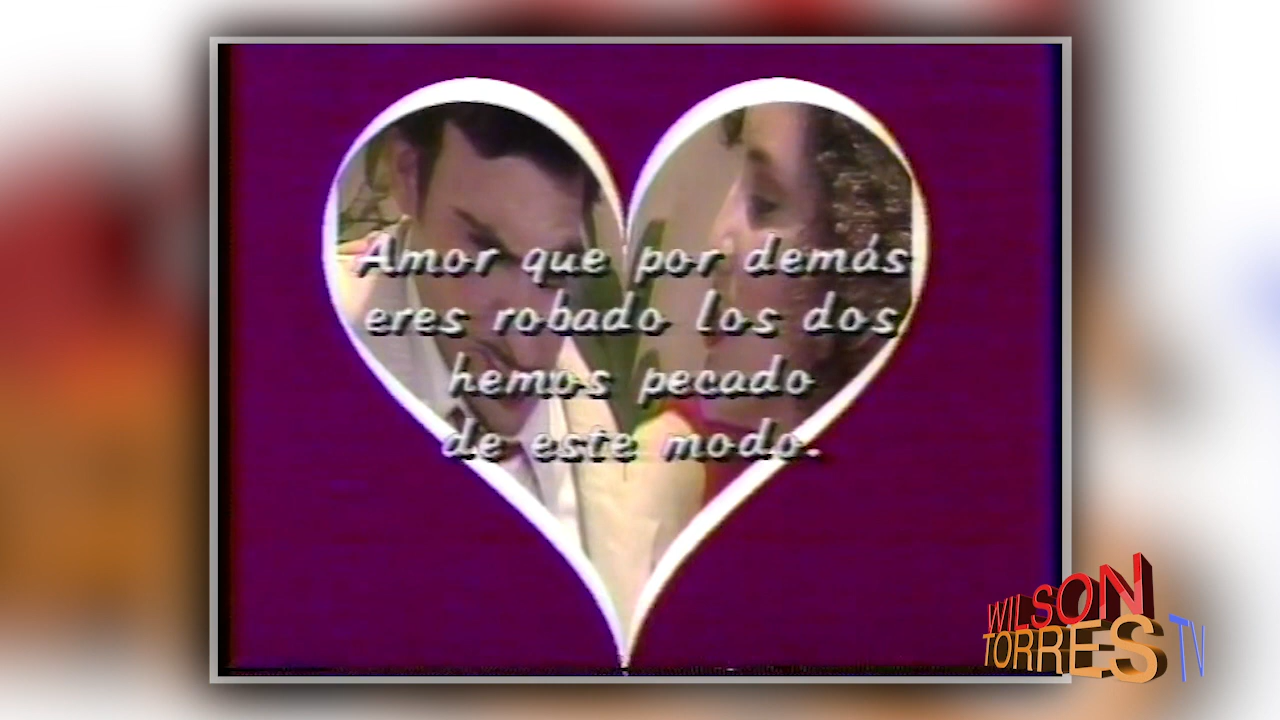 Amor que por demás
eres robado los dos
hemos pecado
de este modo.
WILSON
TORRES TV